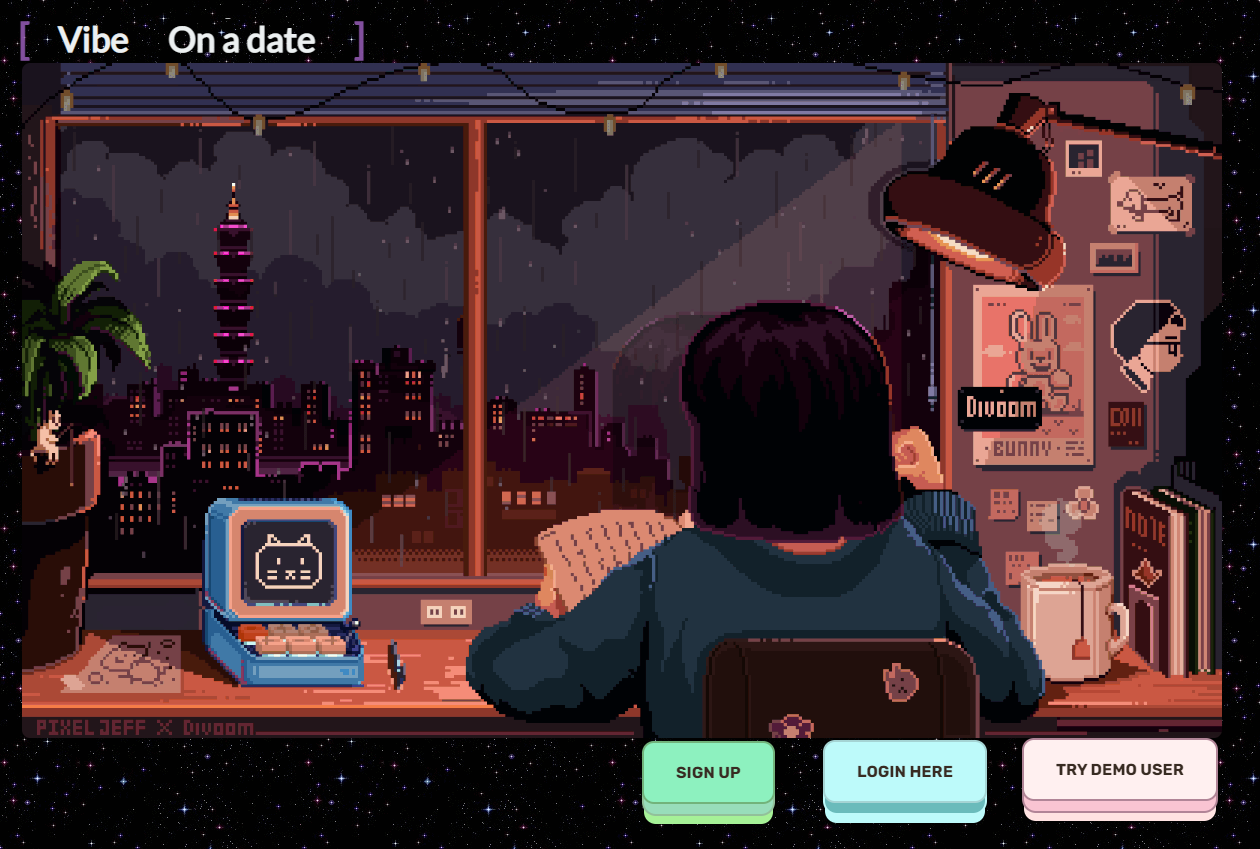 [ Vibe On a date ]
Divoom
BUNNY
NOTE
PIXEL JEFF X Divoom
SIGN UP
LOGIN HERE
TRY DEMO USER